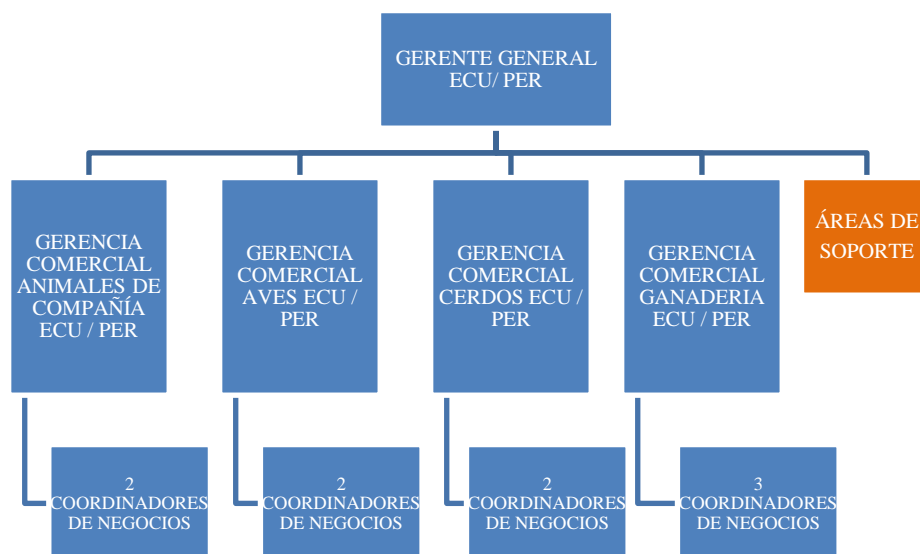 GERENTE GENERAL
ECU/ PER
GERENCIA
COMERCIAL
ANIMALES DE
COMPAÑÍA
ECU / PER
GERENCIA
COMERCIAL
AVES ECU /
PER
GERENCIA
COMERCIAL
CERDOS ECU /
PER
GERENCIA
COMERCIAL
GANADERIA
ECU / PER
ÁREAS DE
SOPORTE
2
COORDINADORES
DE NEGOCIOS
2
COORDINADORES
DE NEGOCIOS
2
COORDINADORES
DE NEGOCIOS
3
COORDINADORES
DE NEGOCIOS